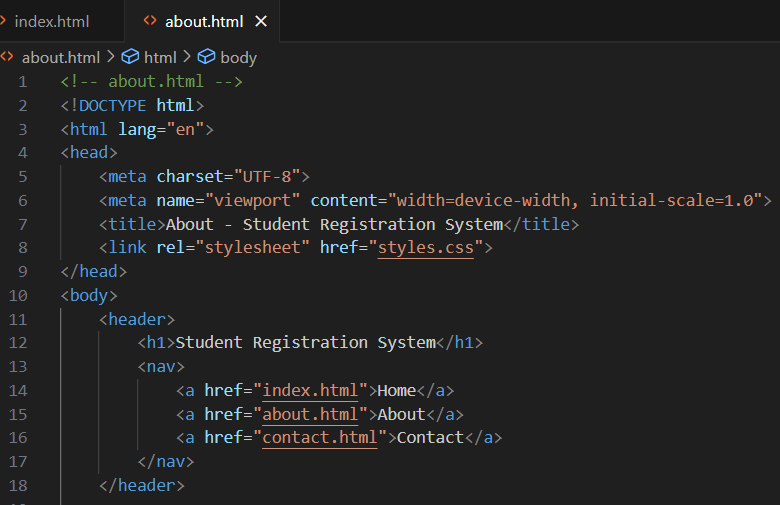 index.html about.html
about.html > html > body
1 <!-- about.html -->
2 <!DOCTYPE html>
3 <html lang="en">
4 <head>
5     <meta charset="UTF-8">
6     <meta name="viewport" content="width=device-width, initial-scale=1.0">
7     <title>About - Student Registration System</title>
8     <link rel="stylesheet" href="styles.css">
9 </head>
10 <body>
11     <header>
12         <h1>Student Registration System</h1>
13         <nav>
14             <a href="index.html">Home</a>
15             <a href="about.html">About</a>
16             <a href="contact.html">Contact</a>
17         </nav>
18     </header>